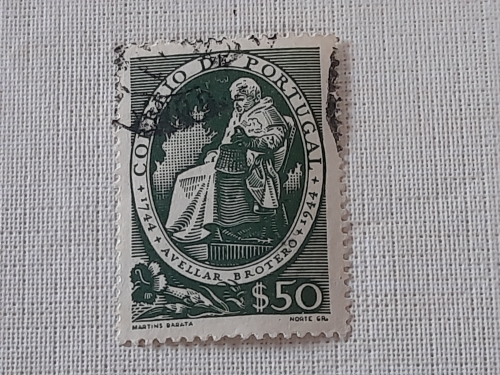 CORREIO DE PORTUGAL
+ 1744 + AVELLAR BROTERO + 1944 +
$50
MARTINS BARATA
NORTE GR.